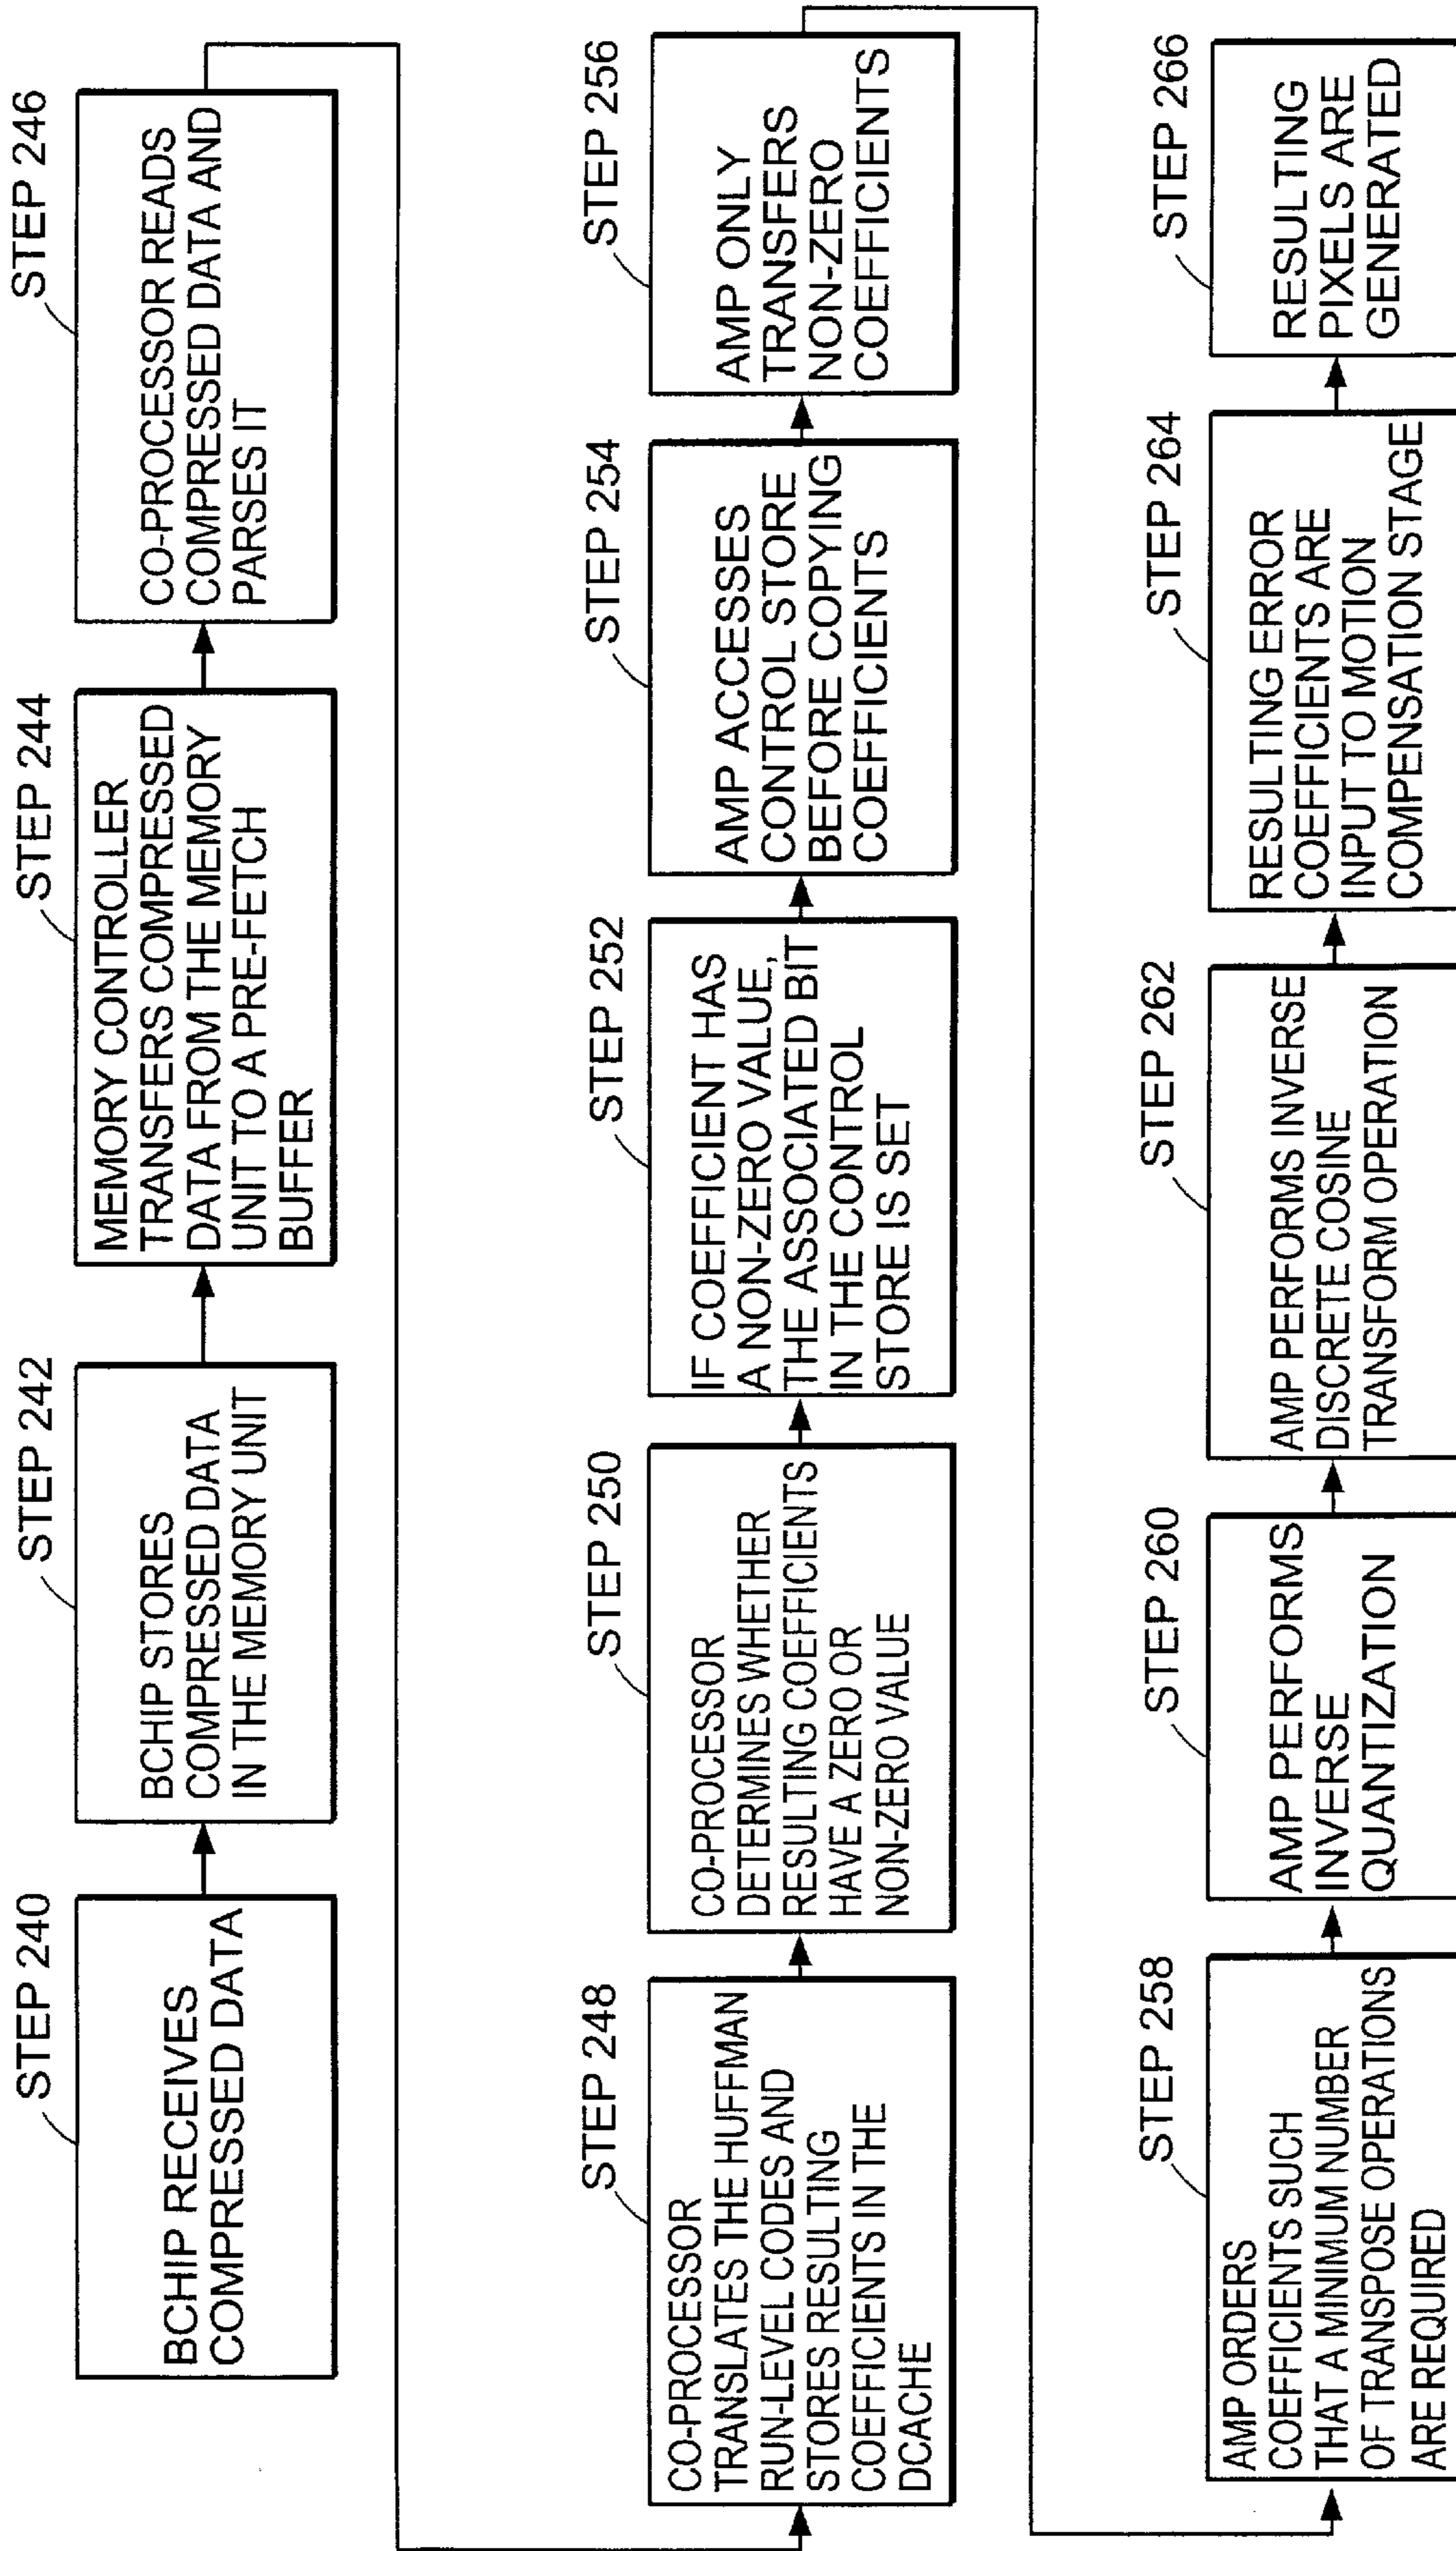 STEP 240
BCHIP RECEIVES
COMPRESSED DATA
STEP 242
BCHIP STORES
COMPRESSED DATA
IN THE MEMORY UNIT
STEP 244
MEMORY CONTROLLER
TRANSFERS COMPRESSED
DATA FROM THE MEMORY
UNIT TO A PRE-FETCH
BUFFER
STEP 246
CO-PROCESSOR READS
COMPRESSED DATA AND
PARSES IT
STEP 248
CO-PROCESSOR
TRANSLATES THE HUFFMAN
RUN-LEVEL CODES AND
STORES RESULTING
COEFFICIENTS IN THE
DCACHE
STEP 250
CO-PROCESSOR
DETERMINES WHETHER
RESULTING COEFFICIENTS
HAVE A ZERO OR
NON-ZERO VALUE
STEP 252
IF COEFFICIENT HAS
A NON-ZERO VALUE,
THE ASSOCIATED BIT
IN THE CONTROL
STORE IS SET
STEP 254
AMP ACCESSES
CONTROL STORE
BEFORE COPYING
COEFFICIENTS
STEP 256
AMP ONLY
TRANSFERS
NON-ZERO
COEFFICIENTS
STEP 258
AMP ORDERS
COEFFICIENTS SUCH
THAT A MINIMUM NUMBER
OF TRANSPOSE OPERATIONS
ARE REQUIRED
STEP 260
AMP PERFORMS
INVERSE
QUANTIZATION
STEP 262
AMP PERFORMS INVERSE
DISCRETE COSINE
TRANSFORM OPERATION
STEP 264
RESULTING ERROR
COEFFICIENTS ARE
INPUT TO MOTION
COMPENSATION STAGE
STEP 266
RESULTING
PIXELS ARE
GENERATED